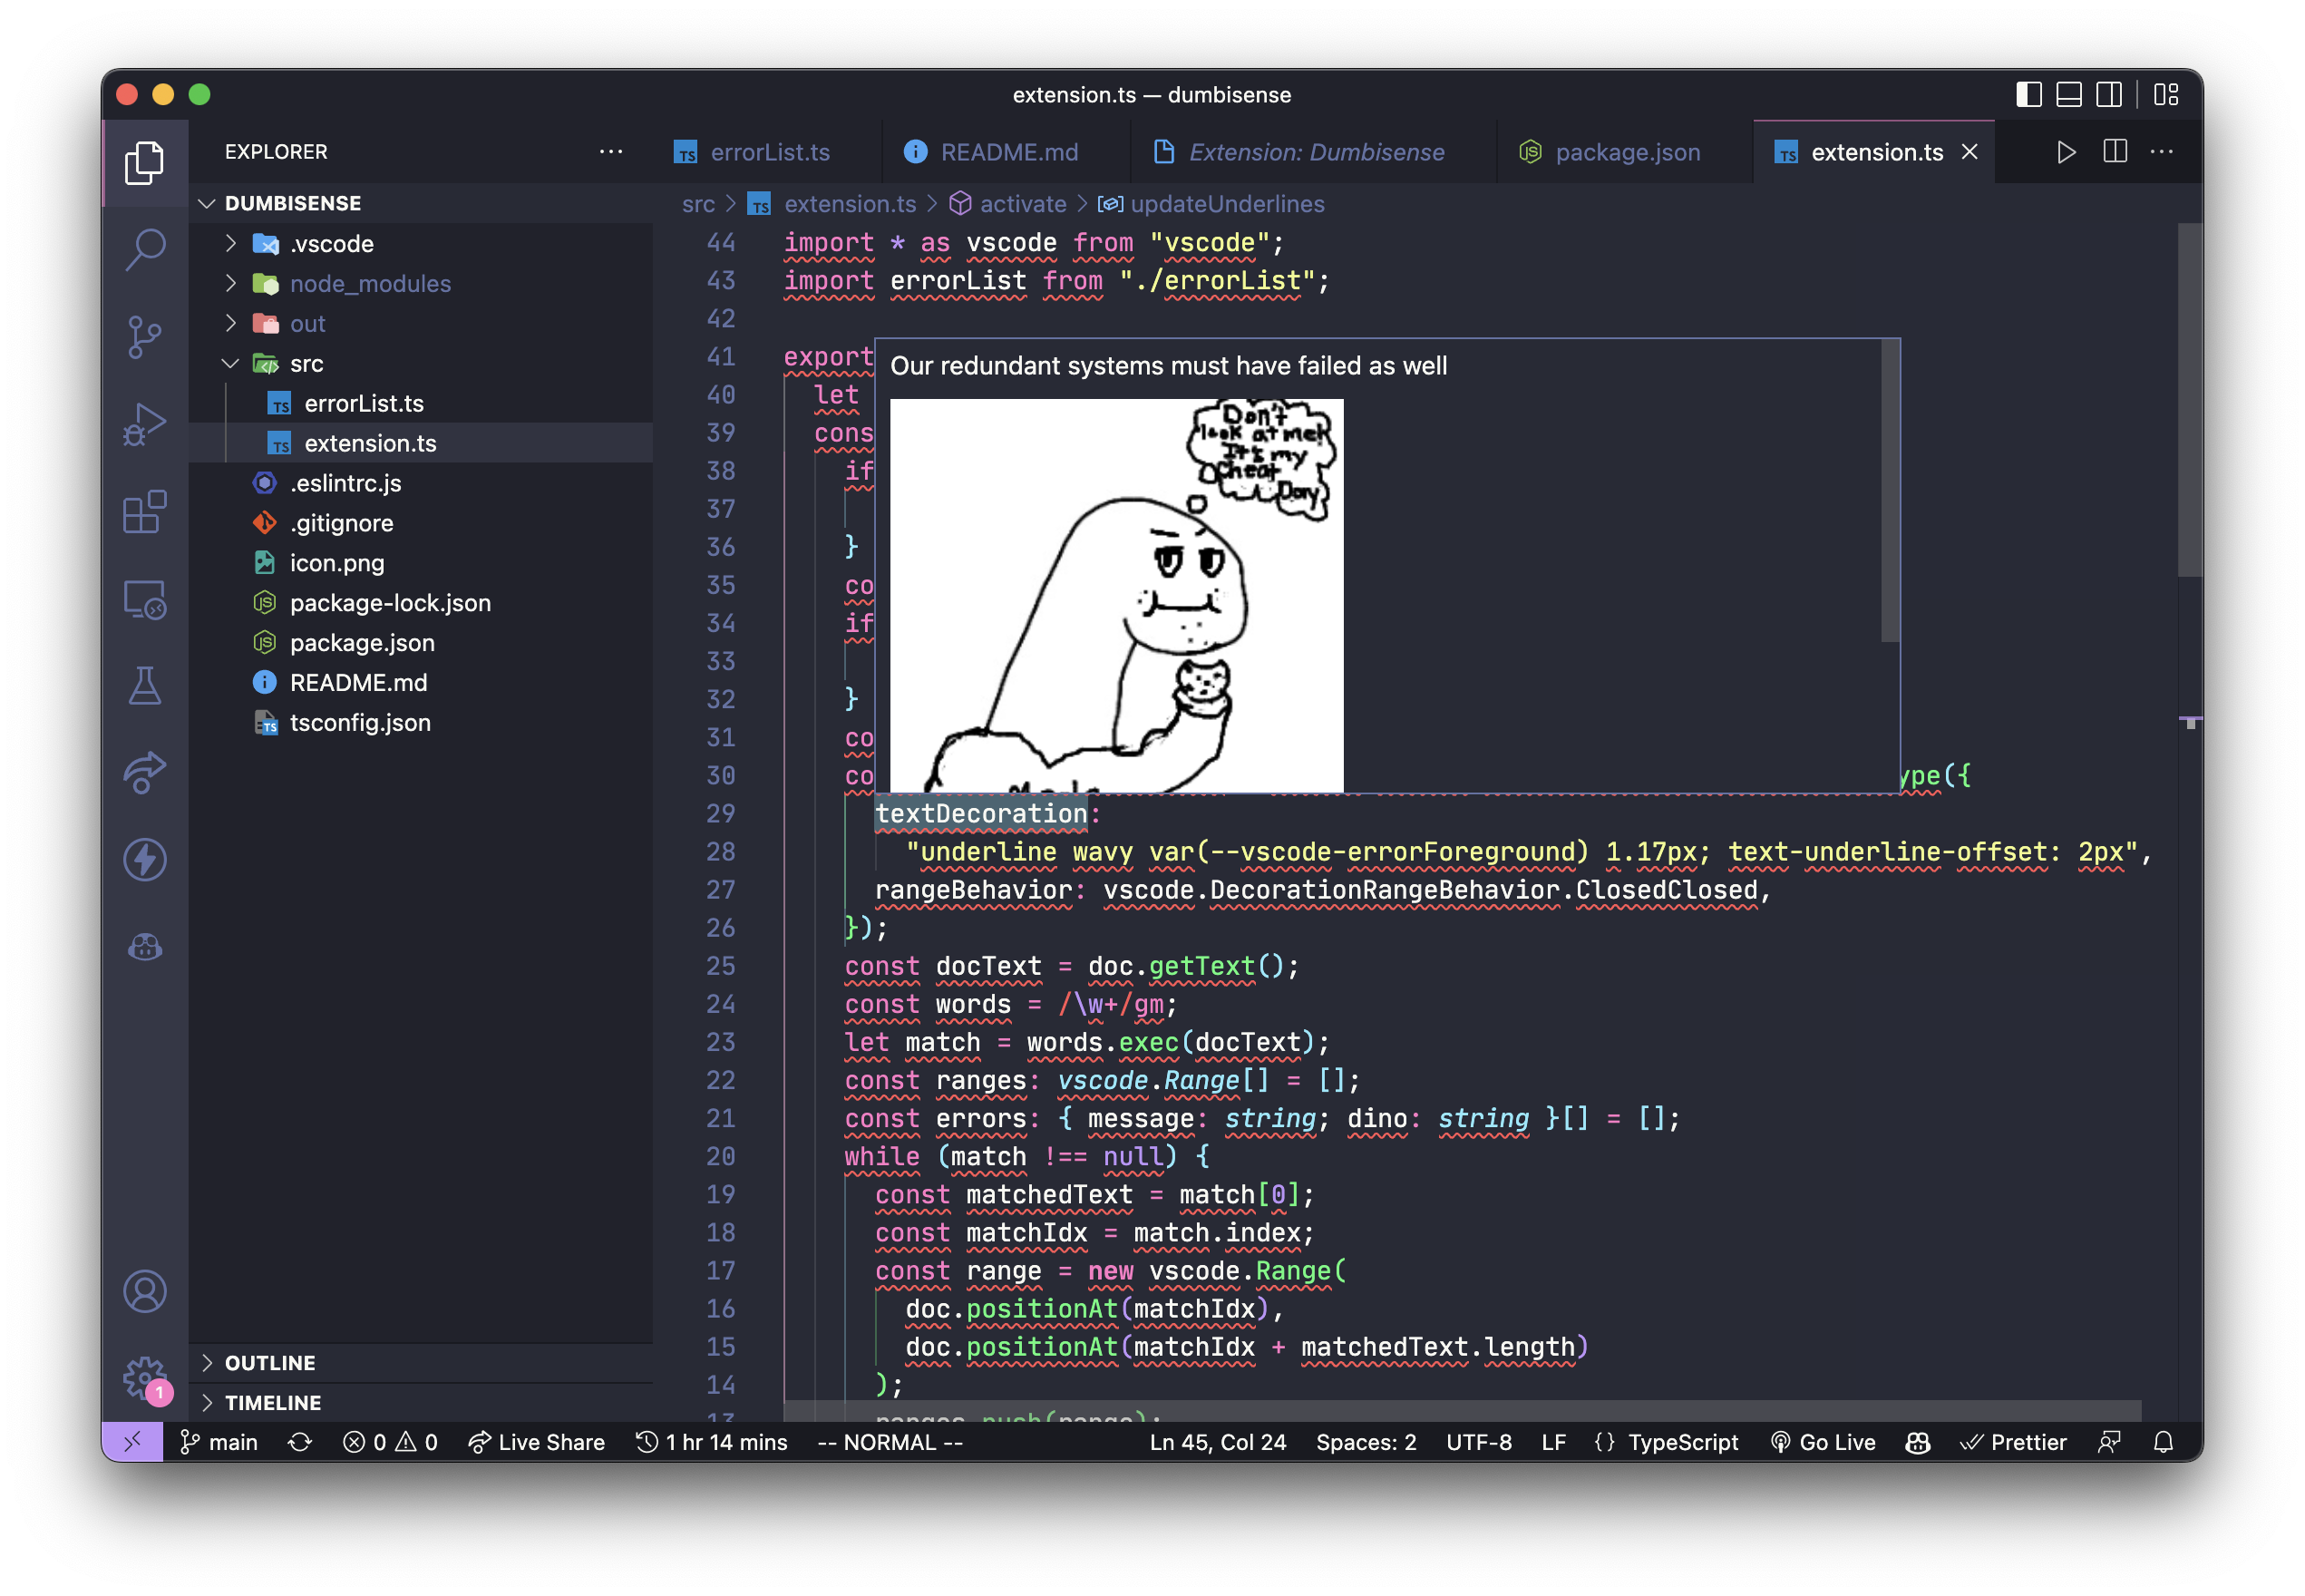 extension.ts — dumbisense
EXPLORER
DUMBISENSE
.vscode
node_modules
out
src
errorList.ts
extension.ts
.eslintrc.js
.gitignore
icon.png
package-lock.json
package.json
README.md
tsconfig.json
OUTLINE
TIMELINE
errorList.ts README.md Extension: Dumbisense package.json extension.ts
src > extension.ts > activate > updateUnderlines
44 import * as vscode from "vscode";
43 import errorList from "./errorList";
42
41 export
40 let
39 cons
38 if
37
36 }
35 co
34 if
33
32 }
31 co
30 co ype({
Our redundant systems must have failed as well
Don't
look at me!
It's my
Cheat
Day
29 textDecoration:
28 "underline wavy var(--vscode-errorForeground) 1.17px; text-underline-offset: 2px",
27 rangeBehavior: vscode.DecorationRangeBehavior.ClosedClosed,
26 });
25 const docText = doc.getText();
24 const words = /\w+/gm;
23 let match = words.exec(docText);
22 const ranges: vscode.Range[] = [];
21 const errors: { message: string; dino: string }[] = [];
20 while (match !== null) {
19 const matchedText = match[0];
18 const matchIdx = match.index;
17 const range = new vscode.Range(
16 doc.positionAt(matchIdx),
15 doc.positionAt(matchIdx + matchedText.length)
14 );
13 ranges.push(range);
1
main 0 0 Live Share 1 hr 14 mins -- NORMAL -- Ln 45, Col 24 Spaces: 2 UTF-8 LF {} TypeScript Go Live Prettier